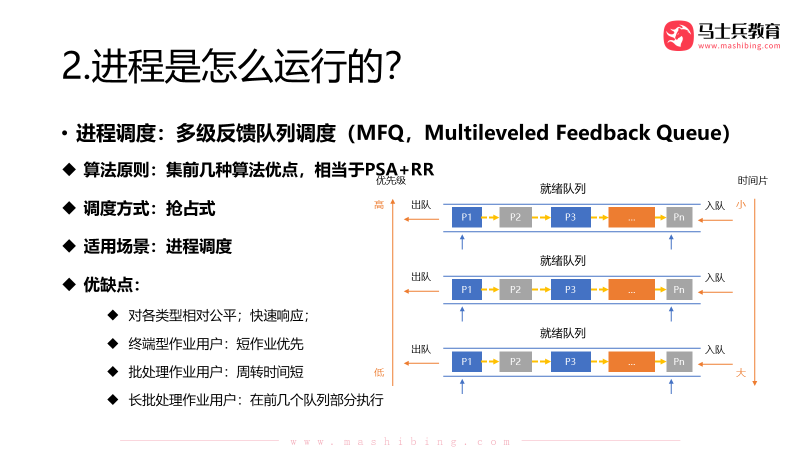 马士兵教育
www.mashibing.com
2.进程是怎么运行的？
• 进程调度：多级反馈队列调度（MFQ，Multileveled Feedback Queue）
◆ 算法原则：集前几种算法优点，相当于PSA+RR
◆ 调度方式：抢占式
◆ 适用场景：进程调度
◆ 优缺点：
◆ 对各类型相对公平；快速响应；
◆ 终端型作业用户：短作业优先
◆ 批处理作业用户：周转时间短
◆ 长批处理作业用户：在前几个队列部分执行
优先级
时间片
高
小
就绪队列
出队
P1 P2 P3 ... Pn
入队
就绪队列
出队
P1 P2 P3 ... Pn
入队
就绪队列
出队
P1 P2 P3 ... Pn
入队
低
大
www.mashibing.com